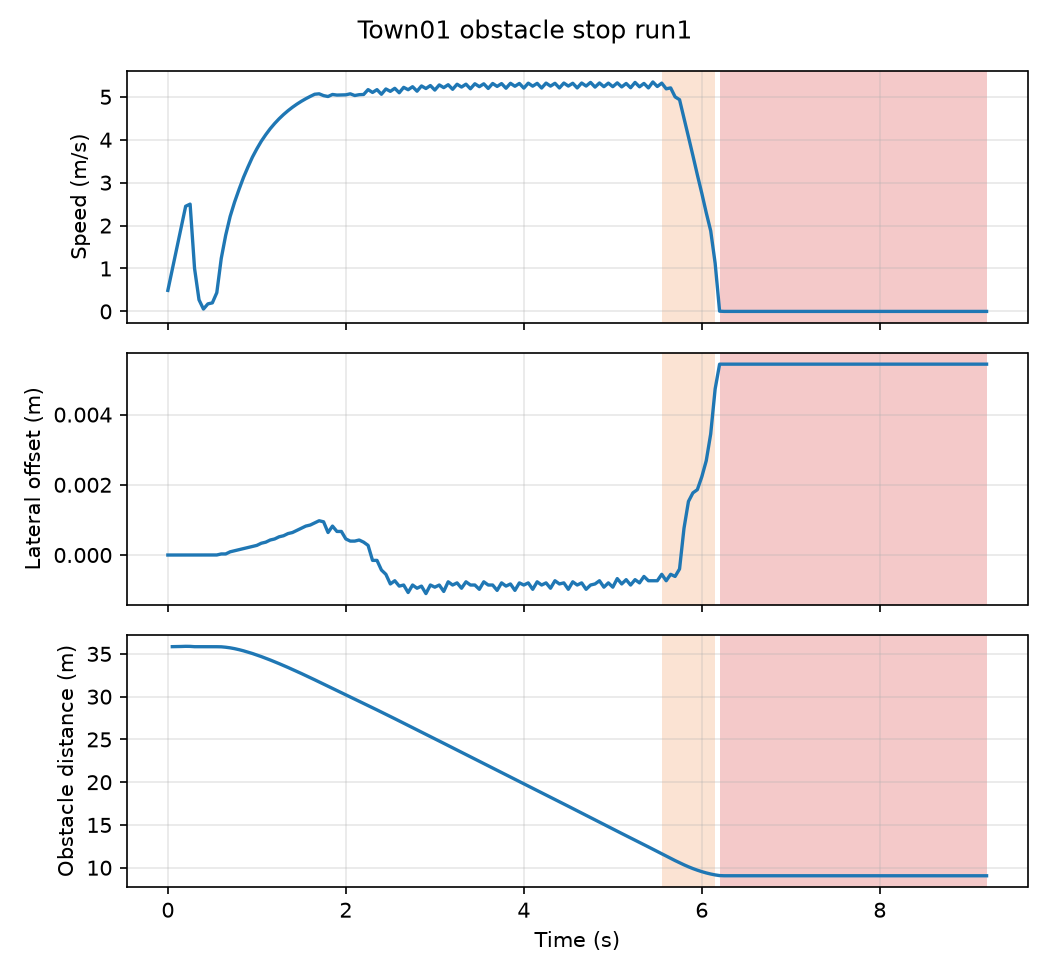 Town01 obstacle stop run1
5
4
3
2
1
0
Speed (m/s)
0.004
0.002
0.000
Lateral offset (m)
35
30
25
20
15
10
Obstacle distance (m)
0 2 4 6 8
Time (s)